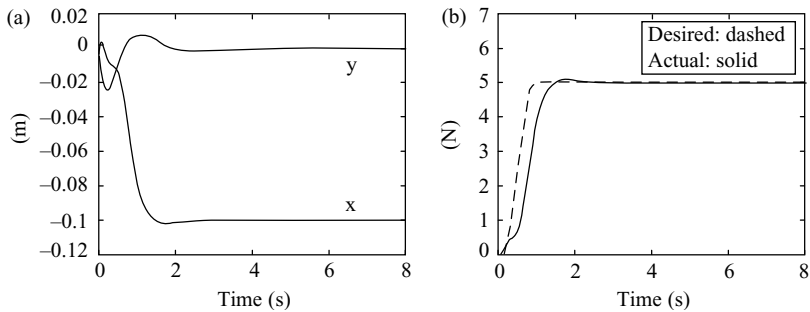 (a)
0.02
0
–0.02
–0.04
–0.06
–0.08
–0.1
–0.12
(m)
y
x
0
2
4
6
8
Time (s)
(b)
7
6
5
4
3
2
1
0
(N)
Desired: dashed
Actual: solid
0
2
4
6
8
Time (s)